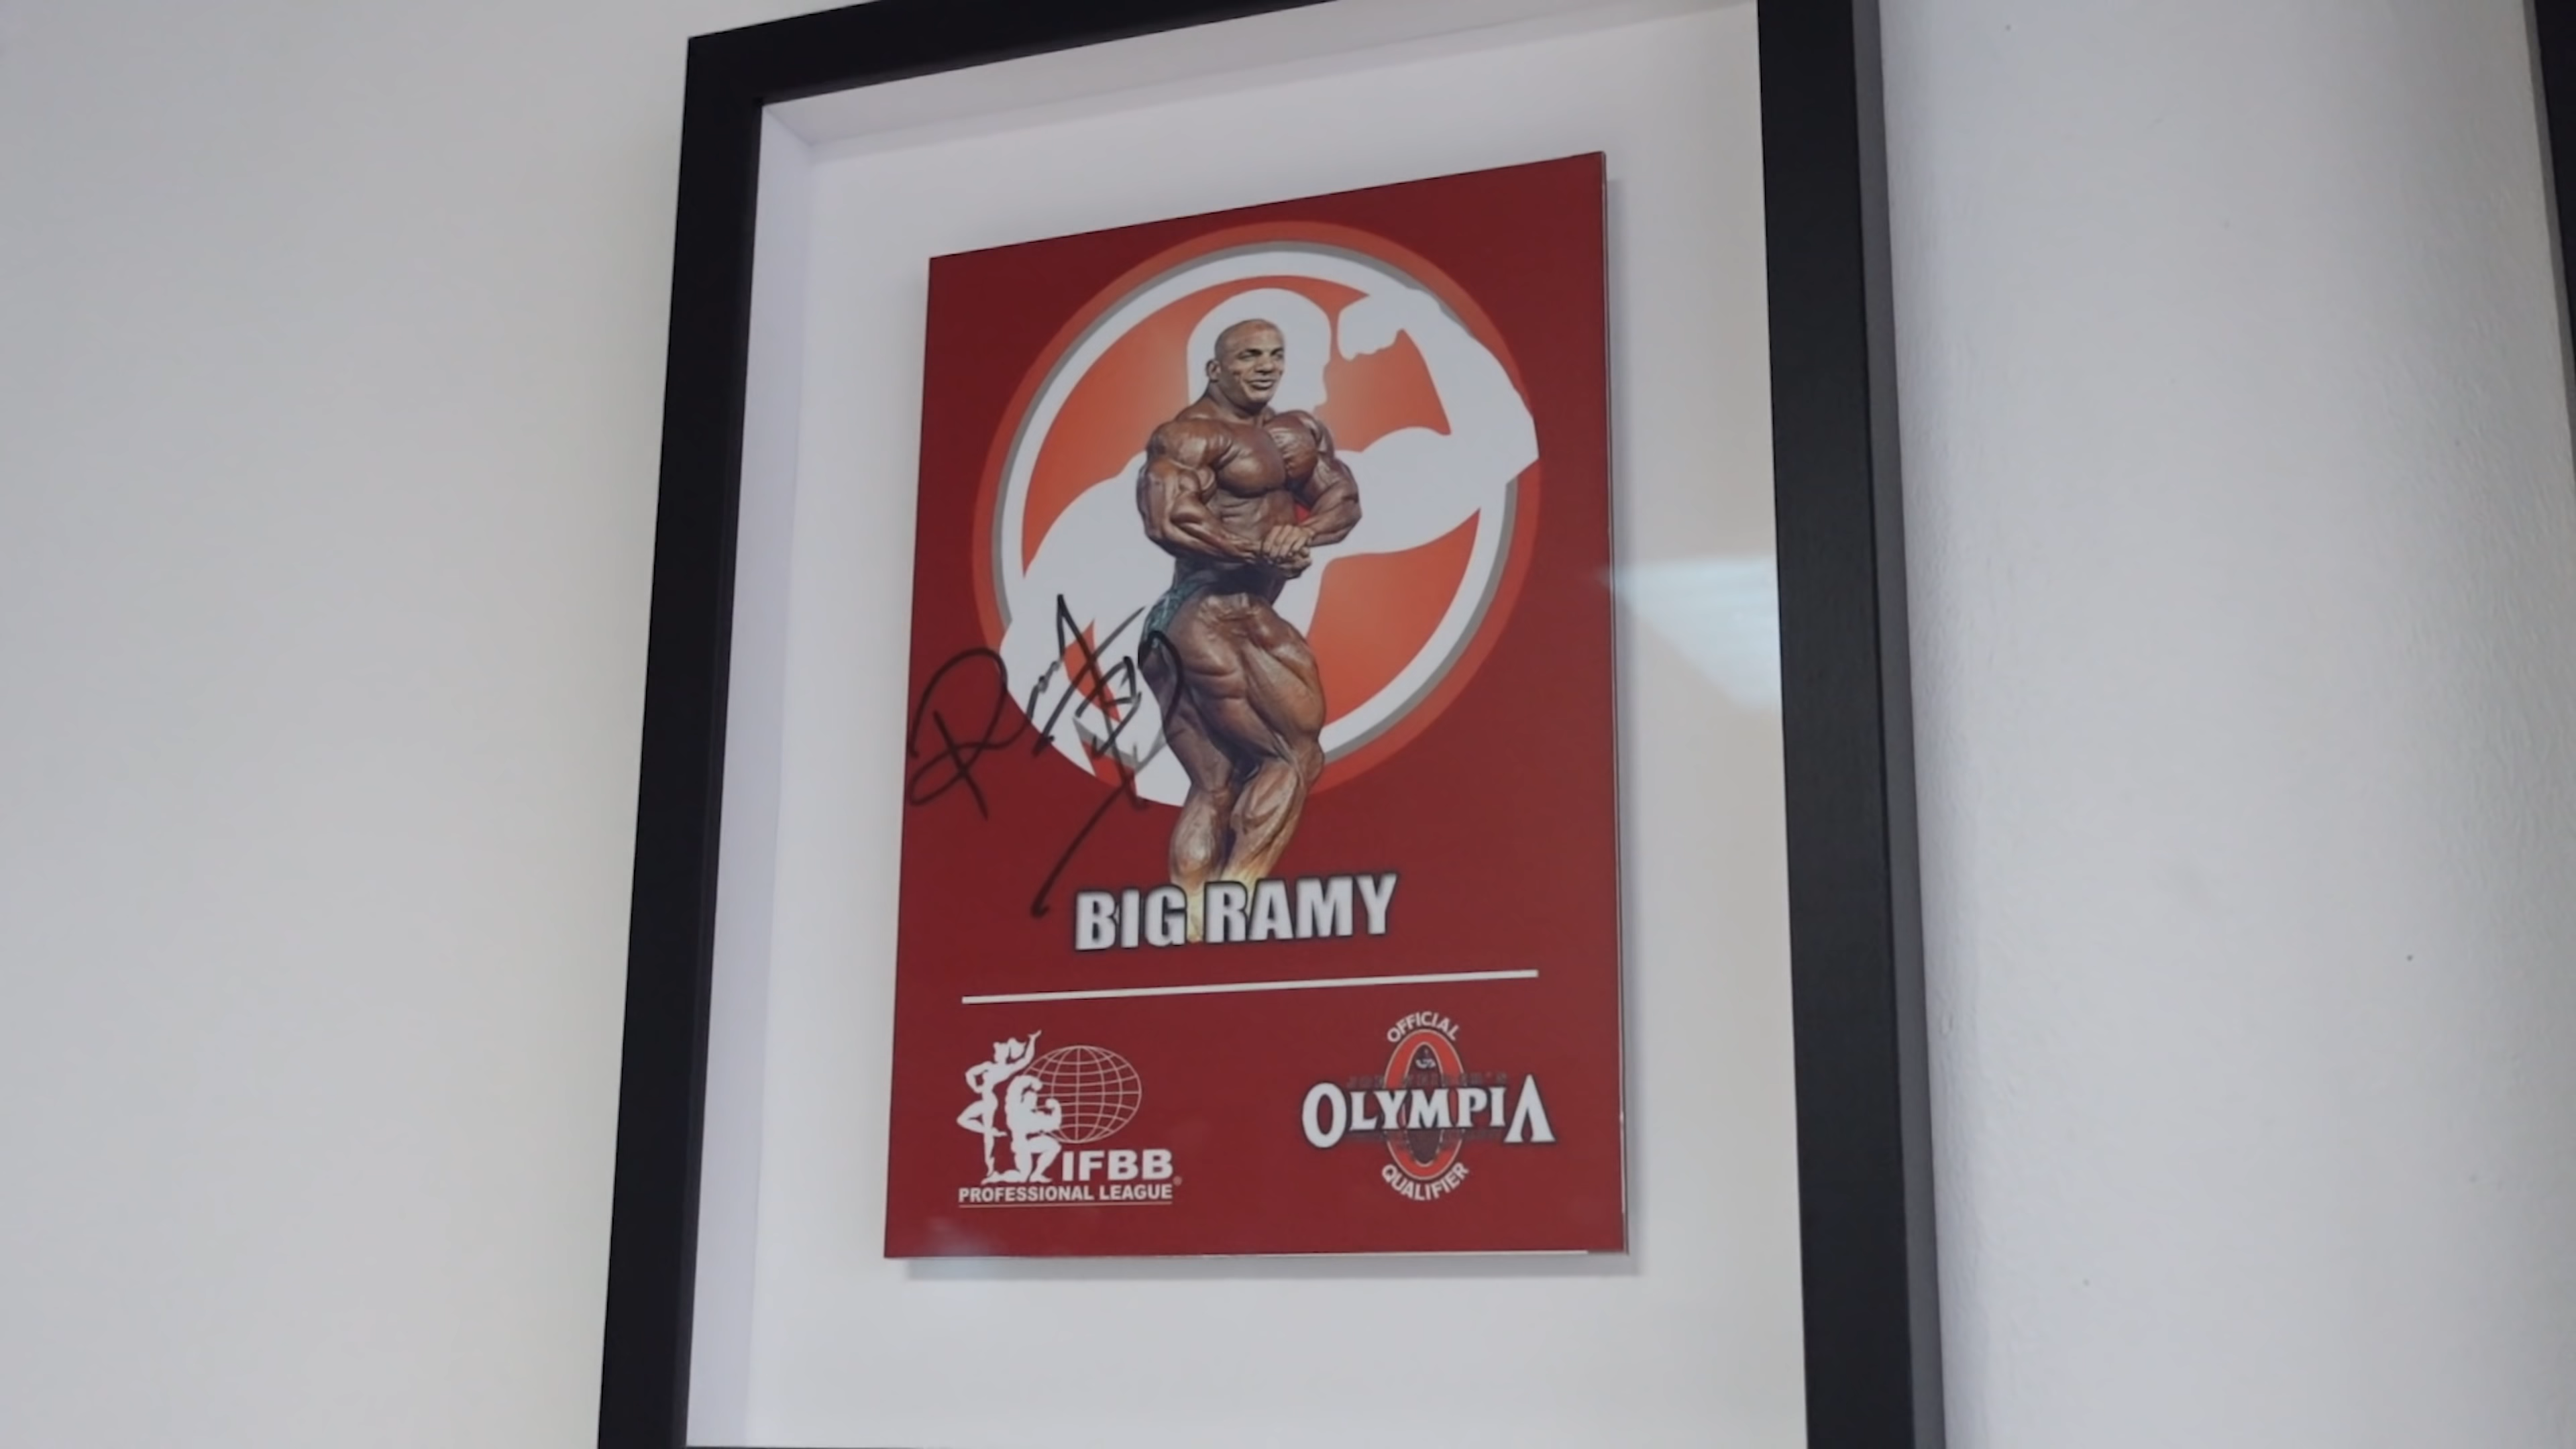 BIG RAMY
IFBB
PROFESSIONAL LEAGUE
OFFICIAL
OLYMPIA
QUALIFIER